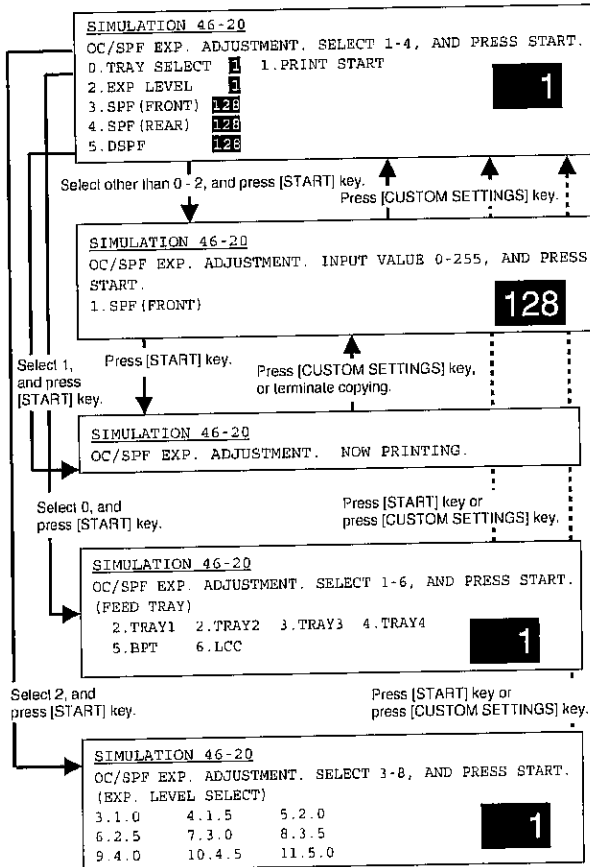 SIMULATION 46-20
OC/SPF EXP. ADJUSTMENT. SELECT 1-4, AND PRESS START.
0.TRAY SELECT 1 1.PRINT START
2.EXP LEVEL 1
3.SPF(FRONT) 128
4.SPF(REAR) 128
5.DSPF 128
1
Select other than 0 - 2, and press [START] key.
Press [CUSTOM SETTINGS] key.
SIMULATION 46-20
OC/SPF EXP. ADJUSTMENT. INPUT VALUE 0-255, AND PRESS
START.
1.SPF(FRONT)
128
Select 1,
and press
[START] key.
Press [START] key.
Press [CUSTOM SETTINGS] key,
or terminate copying.
SIMULATION 46-20
OC/SPF EXP. ADJUSTMENT. NOW PRINTING.
Select 0, and
press [START] key.
Press [START] key or
press [CUSTOM SETTINGS] key.
SIMULATION 46-20
OC/SPF EXP. ADJUSTMENT. SELECT 1-6, AND PRESS START.
(FEED TRAY)
2.TRAY1 2.TRAY2 3.TRAY3 4.TRAY4
5.BPT 6.LCC
1
Select 2, and
press [START] key.
Press [START] key or
press [CUSTOM SETTINGS] key.
SIMULATION 46-20
OC/SPF EXP. ADJUSTMENT. SELECT 3-8, AND PRESS START.
(EXP. LEVEL SELECT)
3.1.0 4.1.5 5.2.0
6.2.5 7.3.0 8.3.5
9.4.0 10.4.5 11.5.0
1